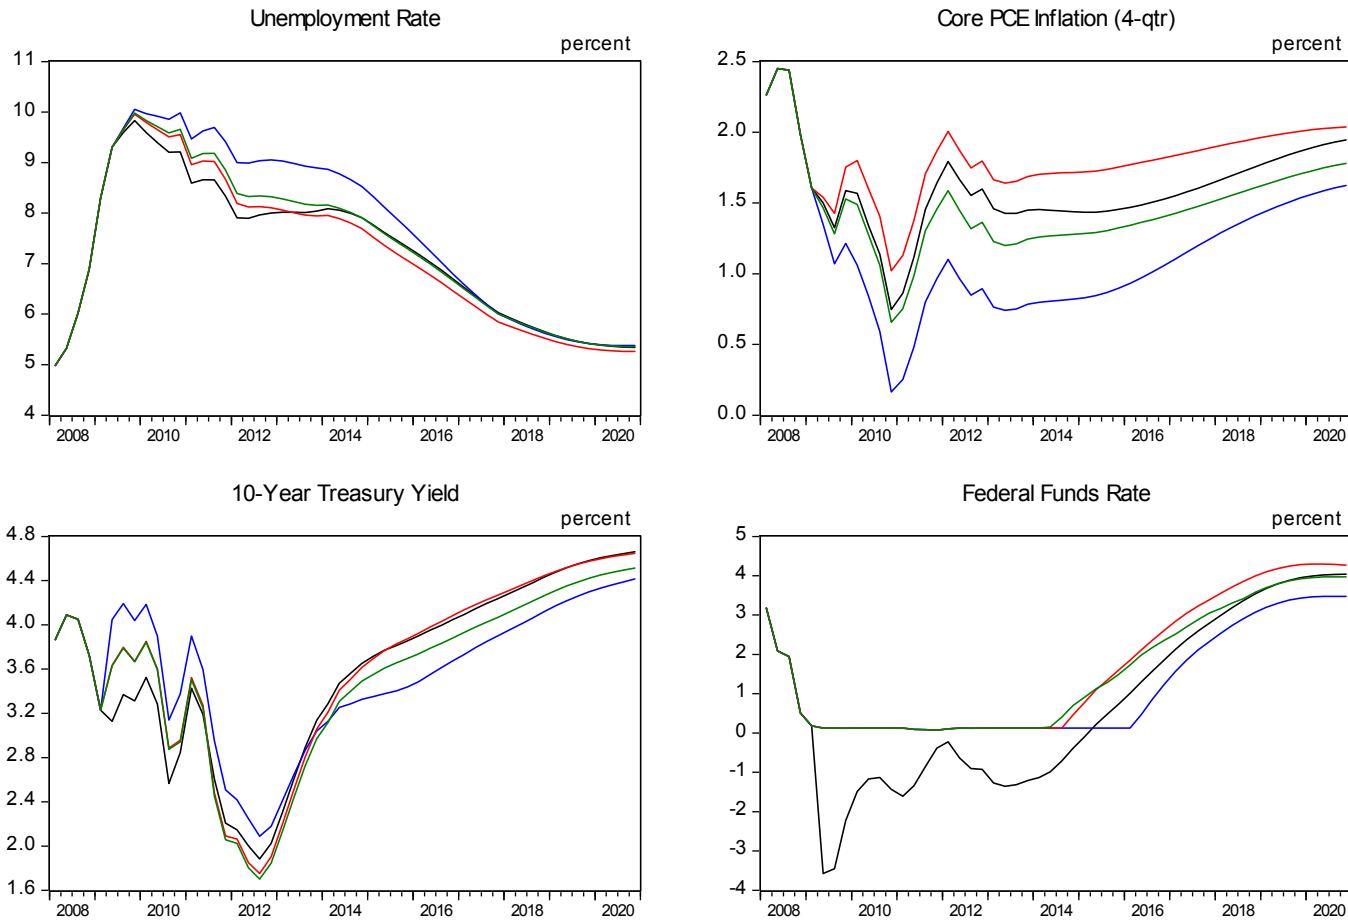 Unemployment Rate
percent
11
10
9
8
7
6
5
4
2008 2010 2012 2014 2016 2018 2020
Core PCE Inflation (4-qtr)
percent
2.5
2.0
1.5
1.0
0.5
0.0
2008 2010 2012 2014 2016 2018 2020
10-Year Treasury Yield
percent
4.8
4.4
4.0
3.6
3.2
2.8
2.4
2.0
1.6
2008 2010 2012 2014 2016 2018 2020
Federal Funds Rate
percent
5
4
3
2
1
0
-1
-2
-3
-4
2008 2010 2012 2014 2016 2018 2020